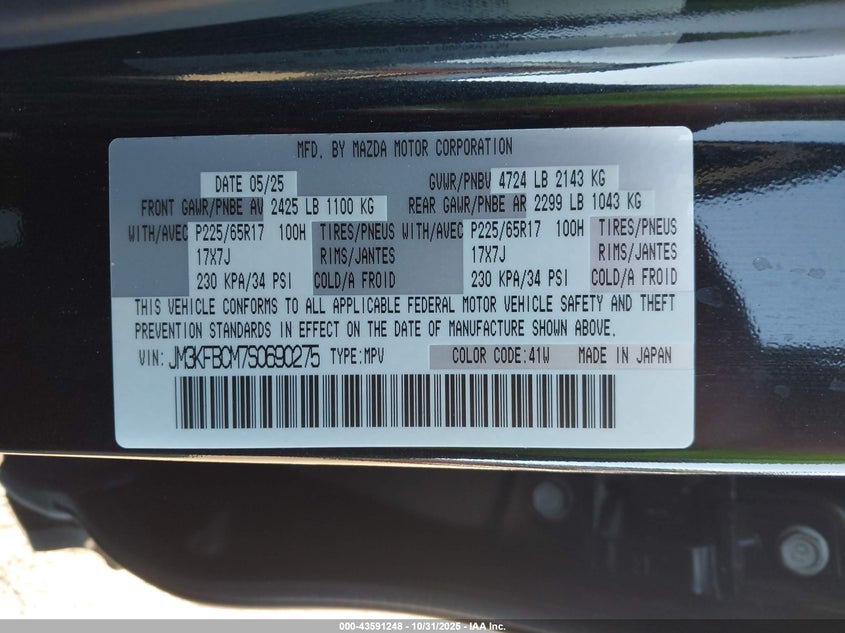 MFD. BY MAZDA MOTOR CORPORATION
DATE 05/25 GVWR/PNBV 4724 LB 2143 KG
FRONT GAWR/PNBE AV 2425 LB 1100 KG REAR GAWR/PNBE AR 2299 LB 1043 KG
WITH/AVEC P225/65R17 100H TIRES/PNEUS WITH/AVEC P225/65R17 100H TIRES/PNEUS
17X7J RIMS/JANTES 17X7J RIMS/JANTES
230 KPA/34 PSI COLD/A FROID 230 KPA/34 PSI COLD/A FROID
THIS VEHICLE CONFORMS TO ALL APPLICABLE FEDERAL MOTOR VEHICLE SAFETY AND THEFT
PREVENTION STANDARDS IN EFFECT ON THE DATE OF MANUFACTURE SHOWN ABOVE.
VIN: JM3KFBCM7S0690275 TYPE:MPV COLOR CODE:41W MADE IN JAPAN
000-43591248 - 10/31/2025 - IAA Inc.